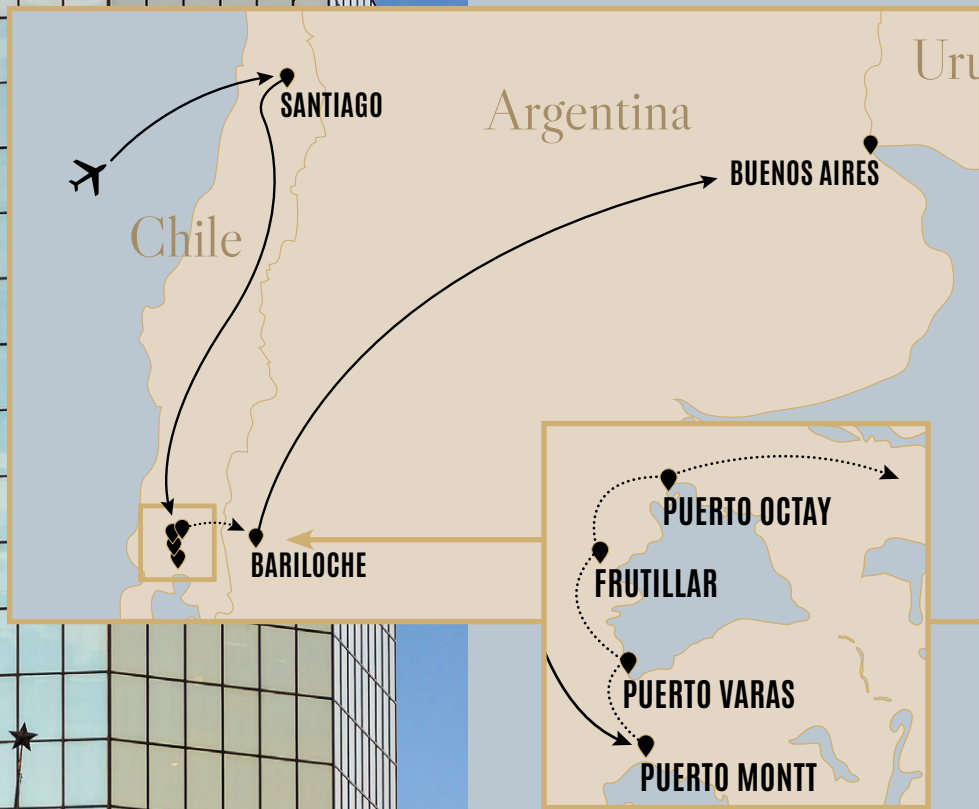 Uru
SANTIAGO
Argentina
BUENOS AIRES
Chile
PUERTO OCTAY
BARILOCHE
FRUTILLAR
PUERTO VARAS
PUERTO MONTT